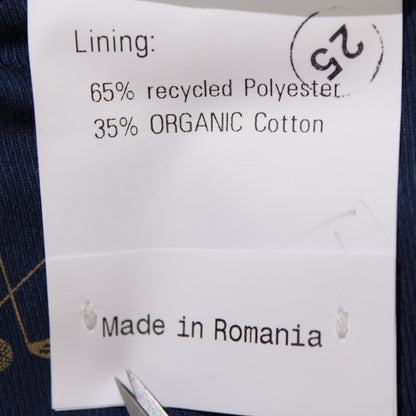 Lining:
25
65% recycled Polyester
35% ORGANIC Cotton
Made in Romania